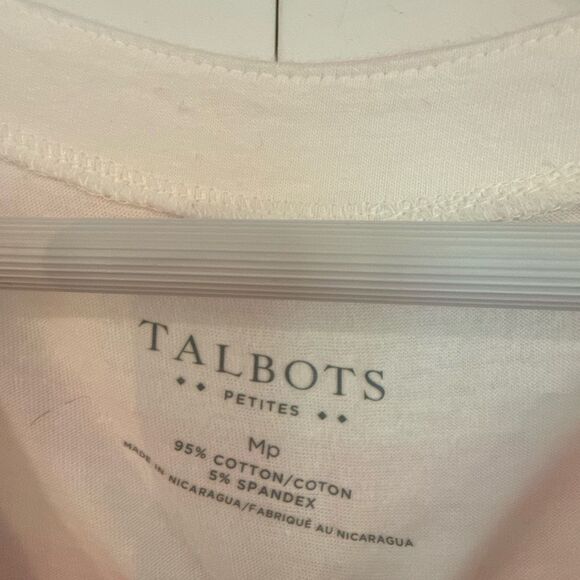 TALBOTS
PETITES
Mp
95% COTTON/COTON
5% SPANDEX
MADE IN NICARAGUA/FABRIQUÉ AU NICARAGUA